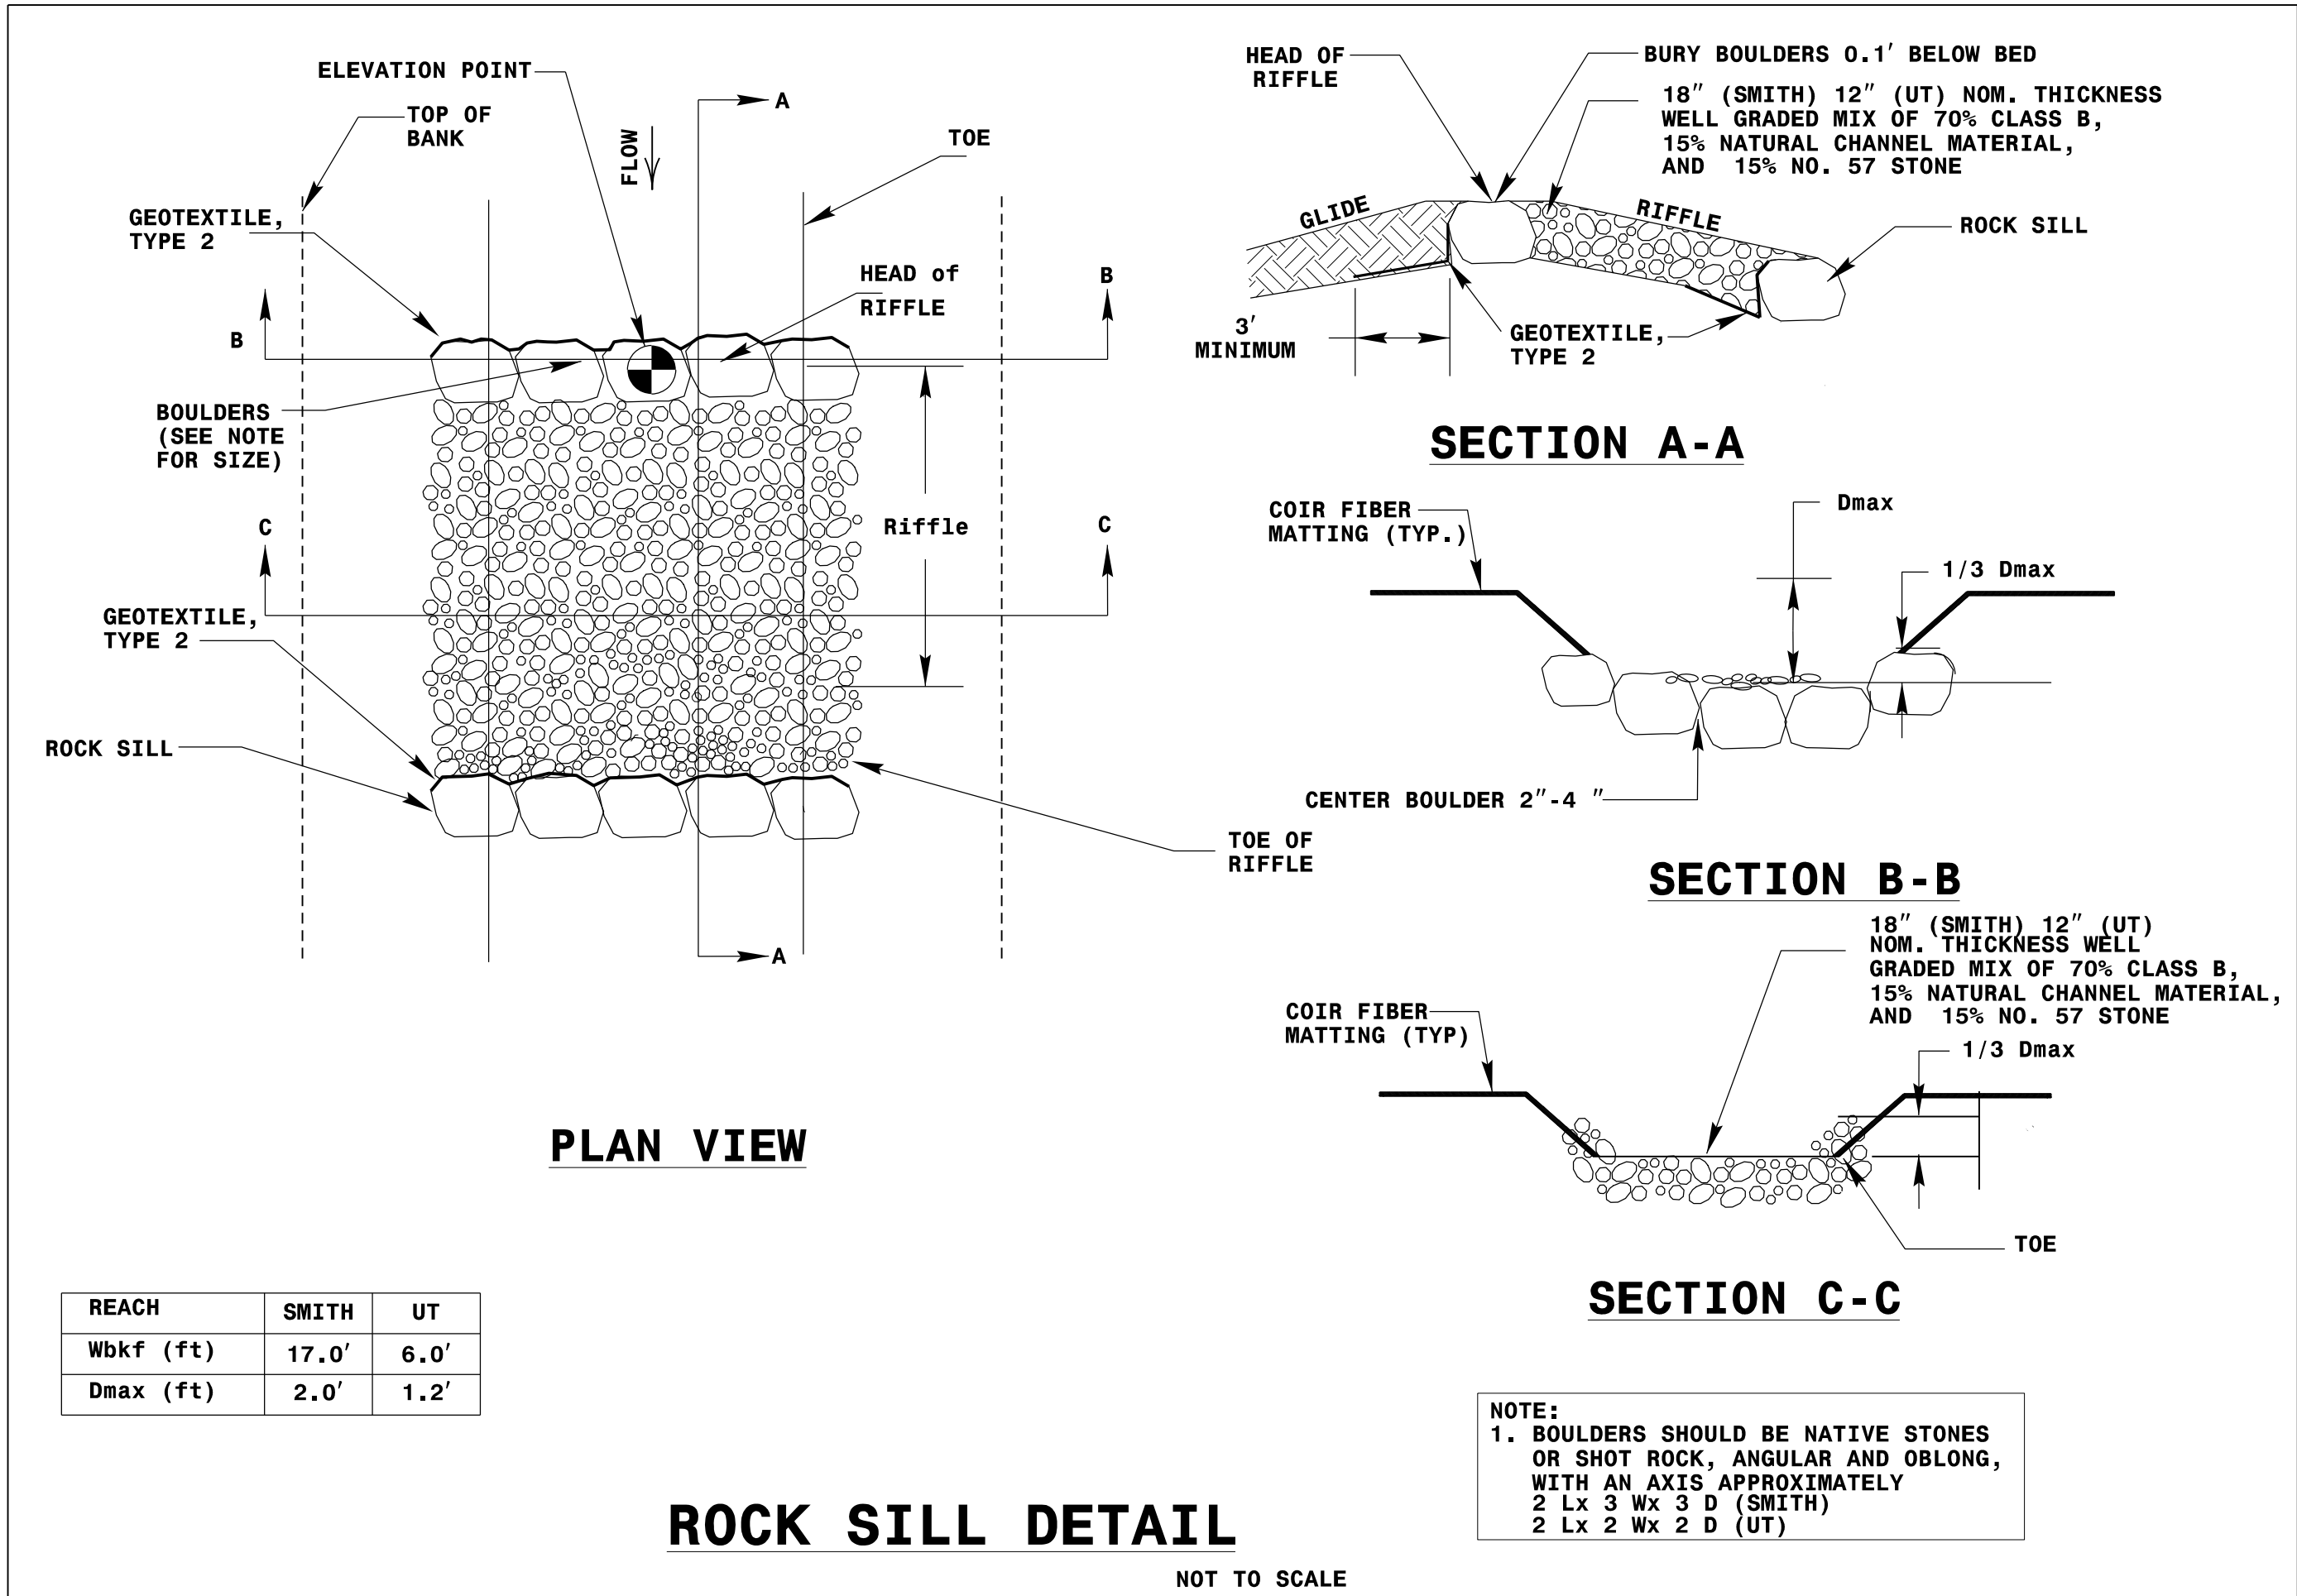 ELEVATION POINT
TOP OF
BANK
FLOW
A
TOE
GEOTEXTILE,
TYPE 2
HEAD of
RIFFLE
B
B
BOULDERS
(SEE NOTE
FOR SIZE)
C
C
Riffle
GEOTEXTILE,
TYPE 2
ROCK SILL
TOE OF
RIFFLE
A
PLAN VIEW
HEAD OF
RIFFLE
BURY BOULDERS 0.1′ BELOW BED
18″ (SMITH) 12″ (UT) NOM. THICKNESS
WELL GRADED MIX OF 70% CLASS B,
15% NATURAL CHANNEL MATERIAL,
AND 15% NO. 57 STONE
GLIDE
RIFFLE
ROCK SILL
3′
MINIMUM
GEOTEXTILE,
TYPE 2
SECTION A-A
COIR FIBER
MATTING (TYP.)
Dmax
1/3 Dmax
CENTER BOULDER 2″-4 ″
SECTION B-B
18″ (SMITH) 12″ (UT)
NOM. THICKNESS WELL
GRADED MIX OF 70% CLASS B,
15% NATURAL CHANNEL MATERIAL,
AND 15% NO. 57 STONE
COIR FIBER
MATTING (TYP)
1/3 Dmax
TOE
SECTION C-C
REACH SMITH UT
Wbkf (ft) 17.0′ 6.0′
Dmax (ft) 2.0′ 1.2′
NOTE:
1. BOULDERS SHOULD BE NATIVE STONES
OR SHOT ROCK, ANGULAR AND OBLONG,
WITH AN AXIS APPROXIMATELY
2 Lx 3 Wx 3 D (SMITH)
2 Lx 2 Wx 2 D (UT)
ROCK SILL DETAIL
NOT TO SCALE